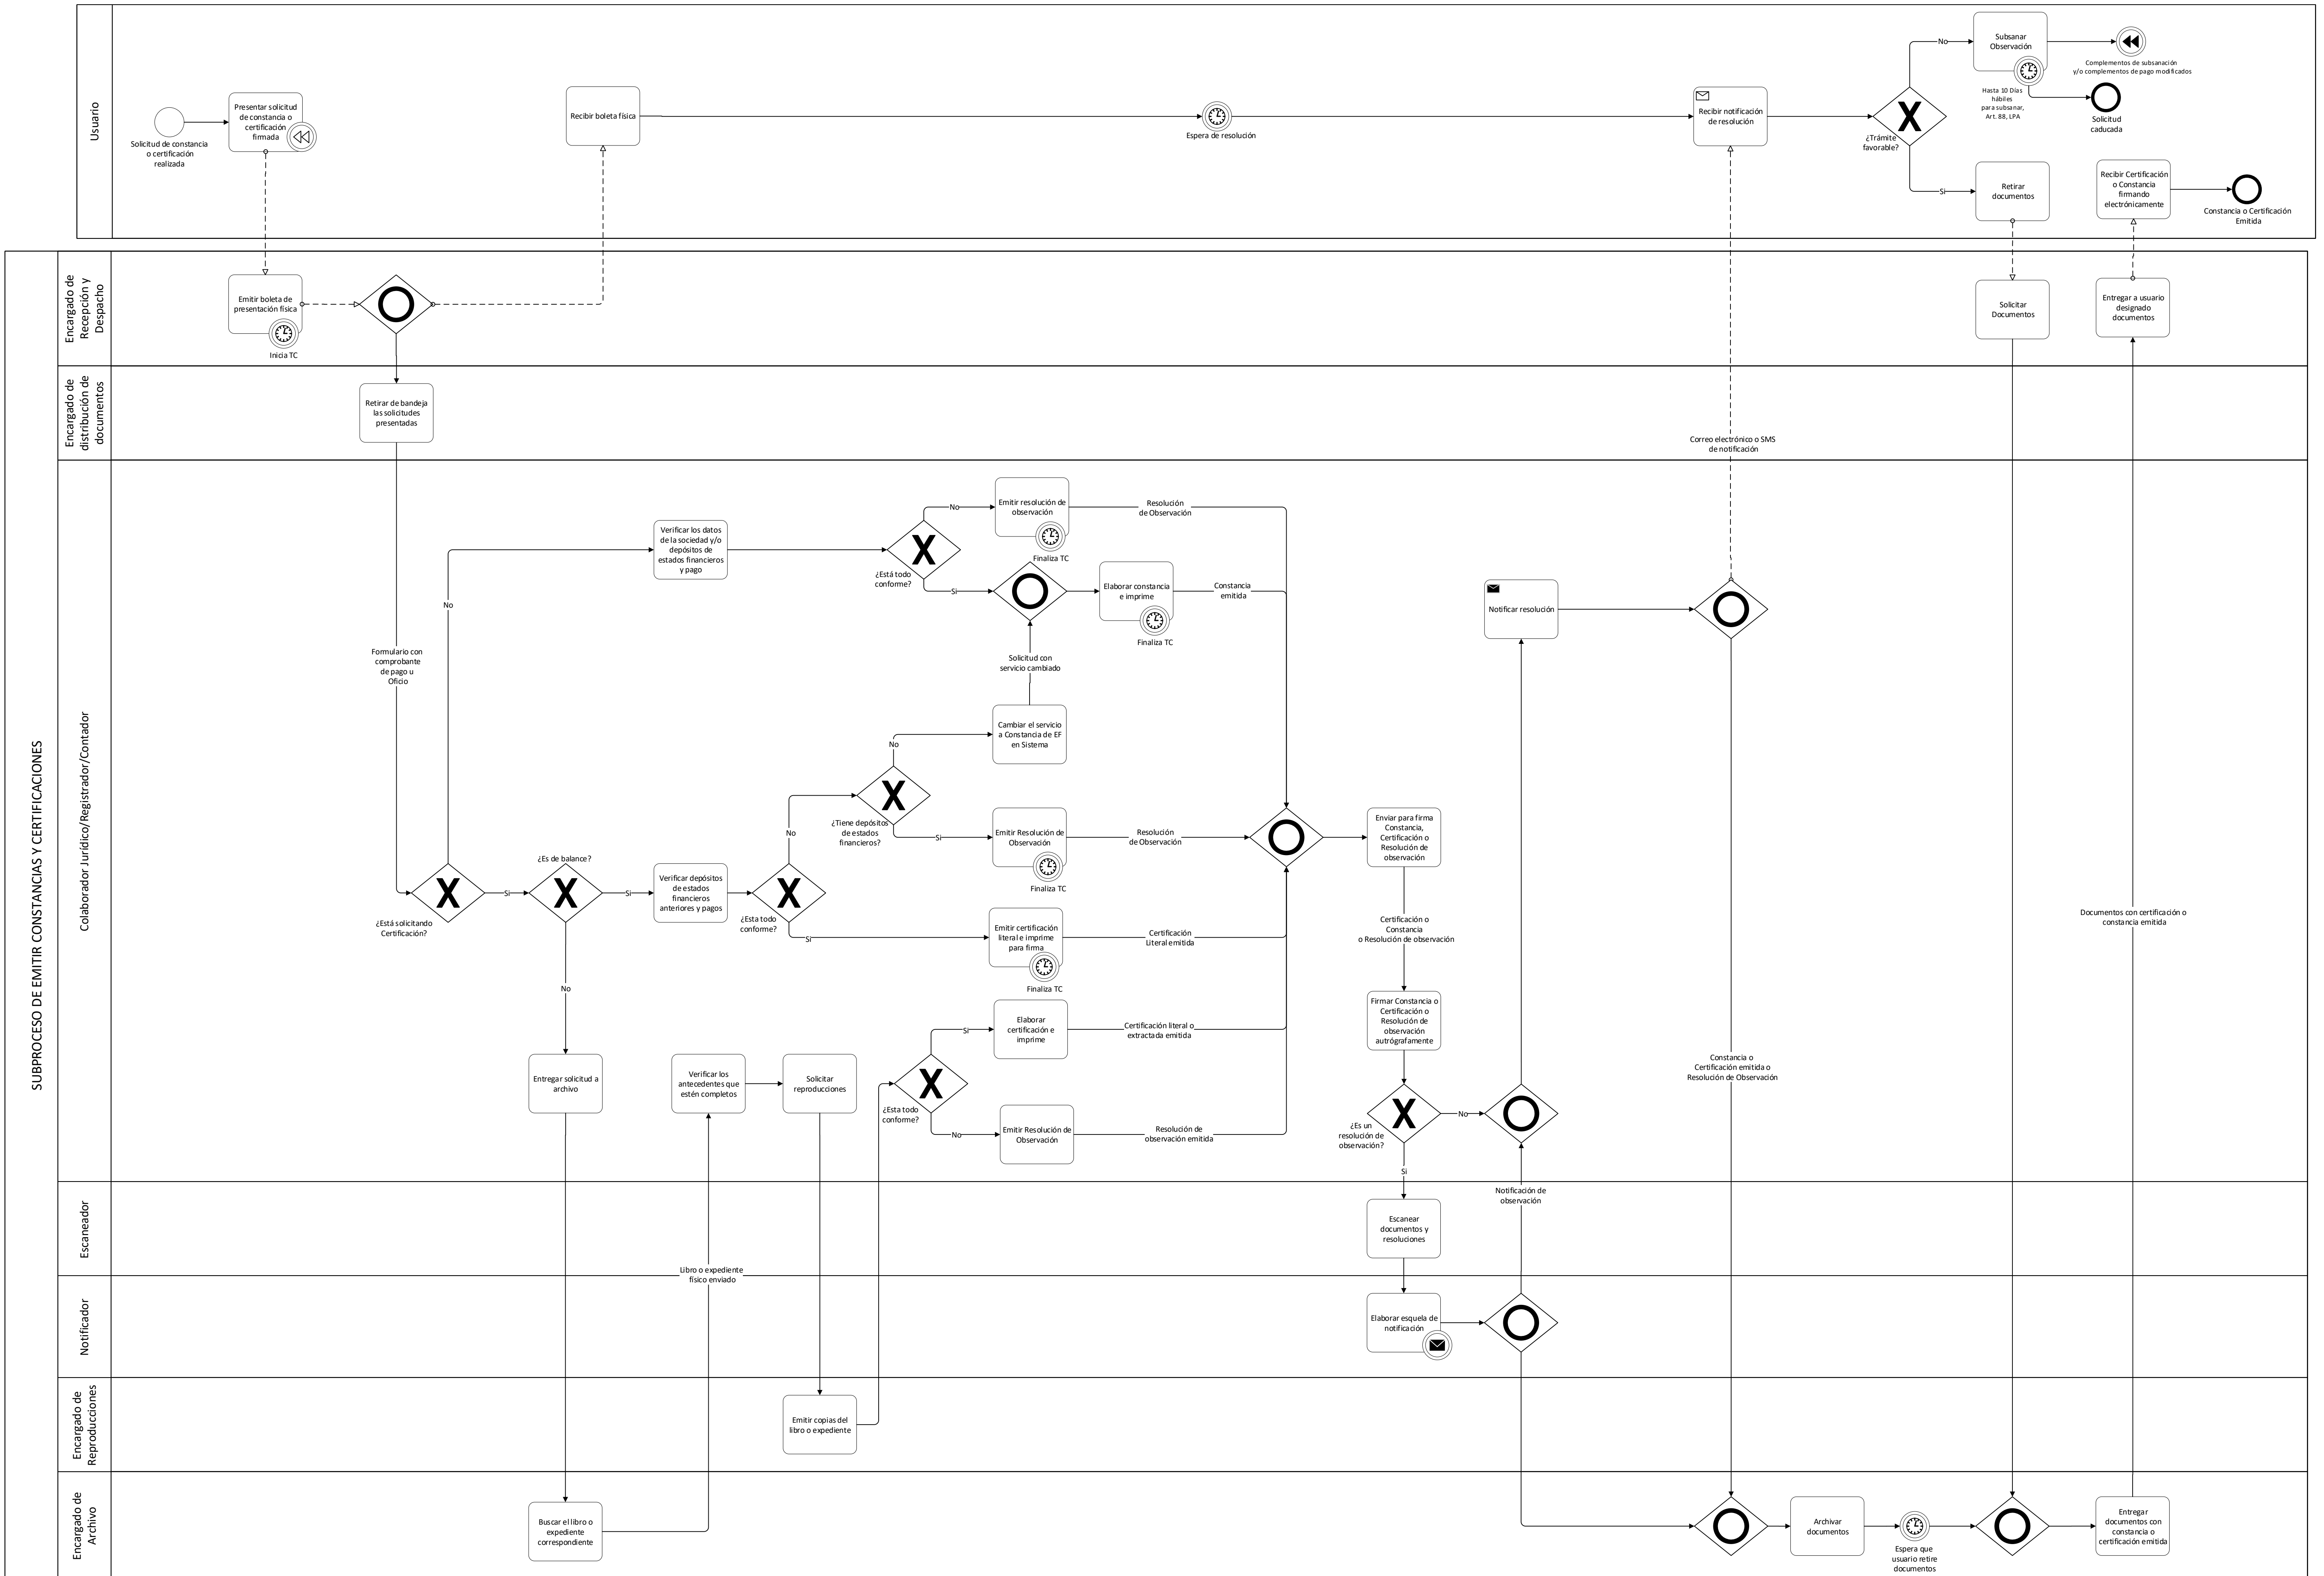 Usuario
Solicitud de constancia
o certificación
realizada
Presentar solicitud
de constancia o
certificación
firmada
Recibir boleta física
Espera de resolución
Recibir notificación
de resolución
¿Trámite
favorable?
No
Si
Subsanar
Observación
Hasta 10 Días
hábiles
para subsanar,
Art. 88, LPA
Complementos de subsanación
y/o complementos de pago modificados
Solicitud
caducada
Retirar
documentos
Recibir Certificación
o Constancia
firmando
electrónicamente
Constancia o Certificación
Emitida
SUBPROCESO DE EMITIR CONSTANCIAS Y CERTIFICACIONES
Encargado de
Recepción y
Despacho
Emitir boleta de
presentación física
Inicia TC
Solicitar
Documentos
Entregar a usuario
designado
documentos
Encargado de
distribución de
documentos
Retirar de bandeja
las solicitudes
presentadas
Correo electrónico o SMS
de notificación
Colaborador Jurídico/Registrador/Contador
Formulario con
comprobante
de pago u
Oficio
¿Está solicitando
Certificación?
No
Si
Verificar los datos
de la sociedad y/o
depósitos de
estados financieros
y pago
¿Está todo
conforme?
No
Si
Emitir resolución de
observación
Finaliza TC
Resolución
de Observación
Elaborar constancia
e imprime
Finaliza TC
Constancia
emitida
Solicitud con
servicio cambiado
Cambiar el servicio
a Constancia de EF
en Sistema
¿Es de balance?
Si
No
Verificar depósitos
de estados
financieros
anteriores y pagos
¿Esta todo
conforme?
No
Si
¿Tiene depósitos
de estados
financieros?
No
Si
Emitir Resolución de
Observación
Finaliza TC
Resolución
de Observación
Emitir certificación
literal e imprime
para firma
Finaliza TC
Certificación
Literal emitida
Entregar solicitud a
archivo
Verificar los
antecedentes que
estén completos
Solicitar
reproducciones
¿Esta todo
conforme?
Si
No
Elaborar
certificación e
imprime
Certificación literal o
extractada emitida
Emitir Resolución de
Observación
Resolución de
observación emitida
Enviar para firma
Constancia,
Certificación o
Resolución de
observación
Certificación o
Constancia
o Resolución de observación
Firmar Constancia o
Certificación o
Resolución de
observación
autrógrafamente
¿Es un
resolución de
observación?
No
Si
Notificar resolución
Constancia o
Certificación emitida o
Resolución de Observación
Documentos con certificación o
constancia emitida
Escaneador
Escanear
documentos y
resoluciones
Notificación de
observación
Libro o expediente
físico enviado
Notificador
Elaborar esquela de
notificación
Encargado de
Reproducciones
Emitir copias del
libro o expediente
Encargado de
Archivo
Buscar el libro o
expediente
correspondiente
Archivar
documentos
Espera que
usuario retire
documentos
Entregar
documentos con
constancia o
certificación emitida